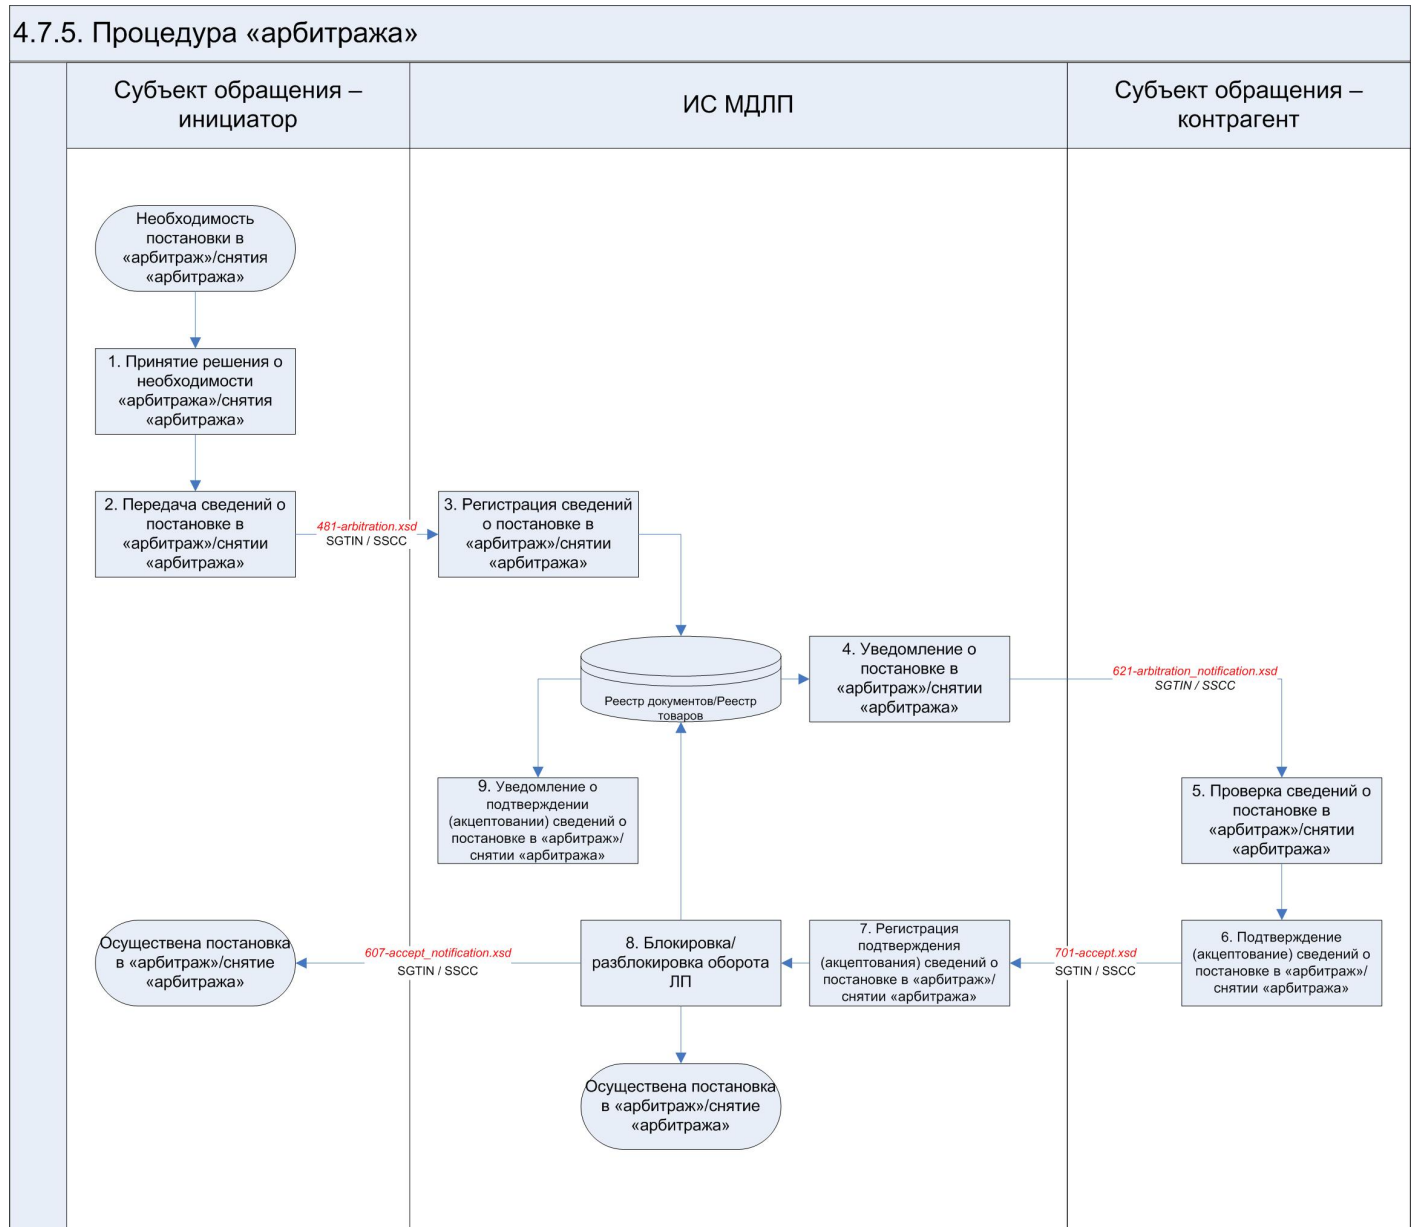 4.7.5. Процедура «арбитража»
Субъект обращения –
инициатор
ИС МДЛП
Субъект обращения –
контрагент
Необходимость
постановки в
«арбитраж»/снятия
«арбитража»
1. Принятие решения о
необходимости
«арбитража»/снятия
«арбитража»
2. Передача сведений о
постановке в
«арбитраж»/снятии
«арбитража»
481-arbitration.xsd
SGTIN / SSCC
3. Регистрация сведений
о постановке в
«арбитраж»/снятии
«арбитража»
Реестр документов/Реестр
товаров
4. Уведомление о
постановке в
«арбитраж»/снятии
«арбитража»
621-arbitration_notification.xsd
SGTIN / SSCC
9. Уведомление о
подтверждении
(акцептовании) сведений о
постановке в «арбитраж»/
снятии «арбитража»
5. Проверка сведений о
постановке в
«арбитраж»/снятии
«арбитража»
Осуществена постановка
в «арбитраж»/снятие
«арбитража»
607-accept_notification.xsd
SGTIN / SSCC
8. Блокировка/
разблокировка оборота
ЛП
7. Регистрация
подтверждения
(акцептования) сведений о
постановке в «арбитраж»/
снятии «арбитража»
701-accept.xsd
SGTIN / SSCC
6. Подтверждение
(акцептование) сведений о
постановке в «арбитраж»/
снятии «арбитража»
Осуществена постановка
в «арбитраж»/снятие
«арбитража»